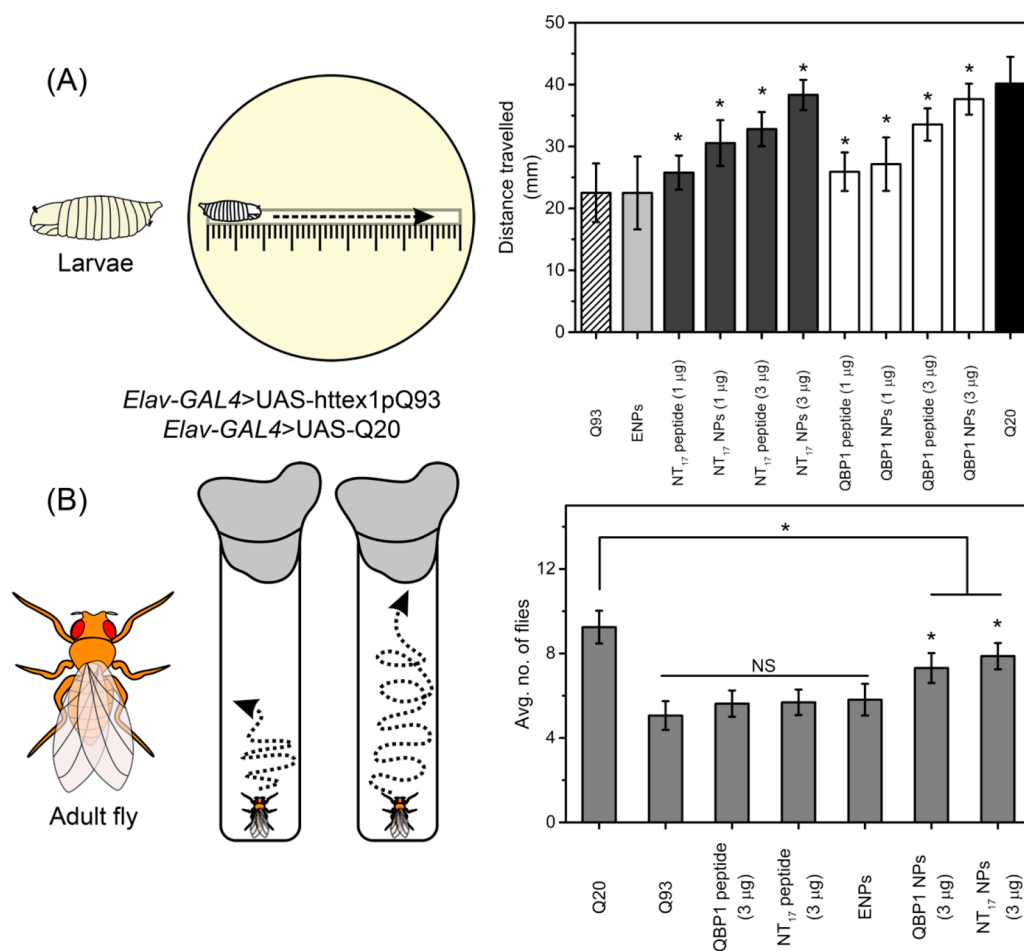 (A)
Larvae
Elav-GAL4>UAS-httex1pQ93
Elav-GAL4>UAS-Q20
50
40
30
20
10
0
Distance travelled
(mm)
*
*
*
*
*
*
*
*
Q93
ENPs
NT17 peptide (1 µg)
NT17 NPs (1 µg)
NT17 peptide (3 µg)
NT17 NPs (3 µg)
QBP1 peptide (1 µg)
QBP1 NPs (1 µg)
QBP1 peptide (3 µg)
QBP1 NPs (3 µg)
Q20
(B)
Adult fly
12
8
4
0
Avg. no. of flies
*
NS
*
*
Q20
Q93
QBP1 peptide
(3 µg)
NT17 peptide
(3 µg)
ENPs
QBP1 NPs
(3 µg)
NT17 NPs
(3 µg)